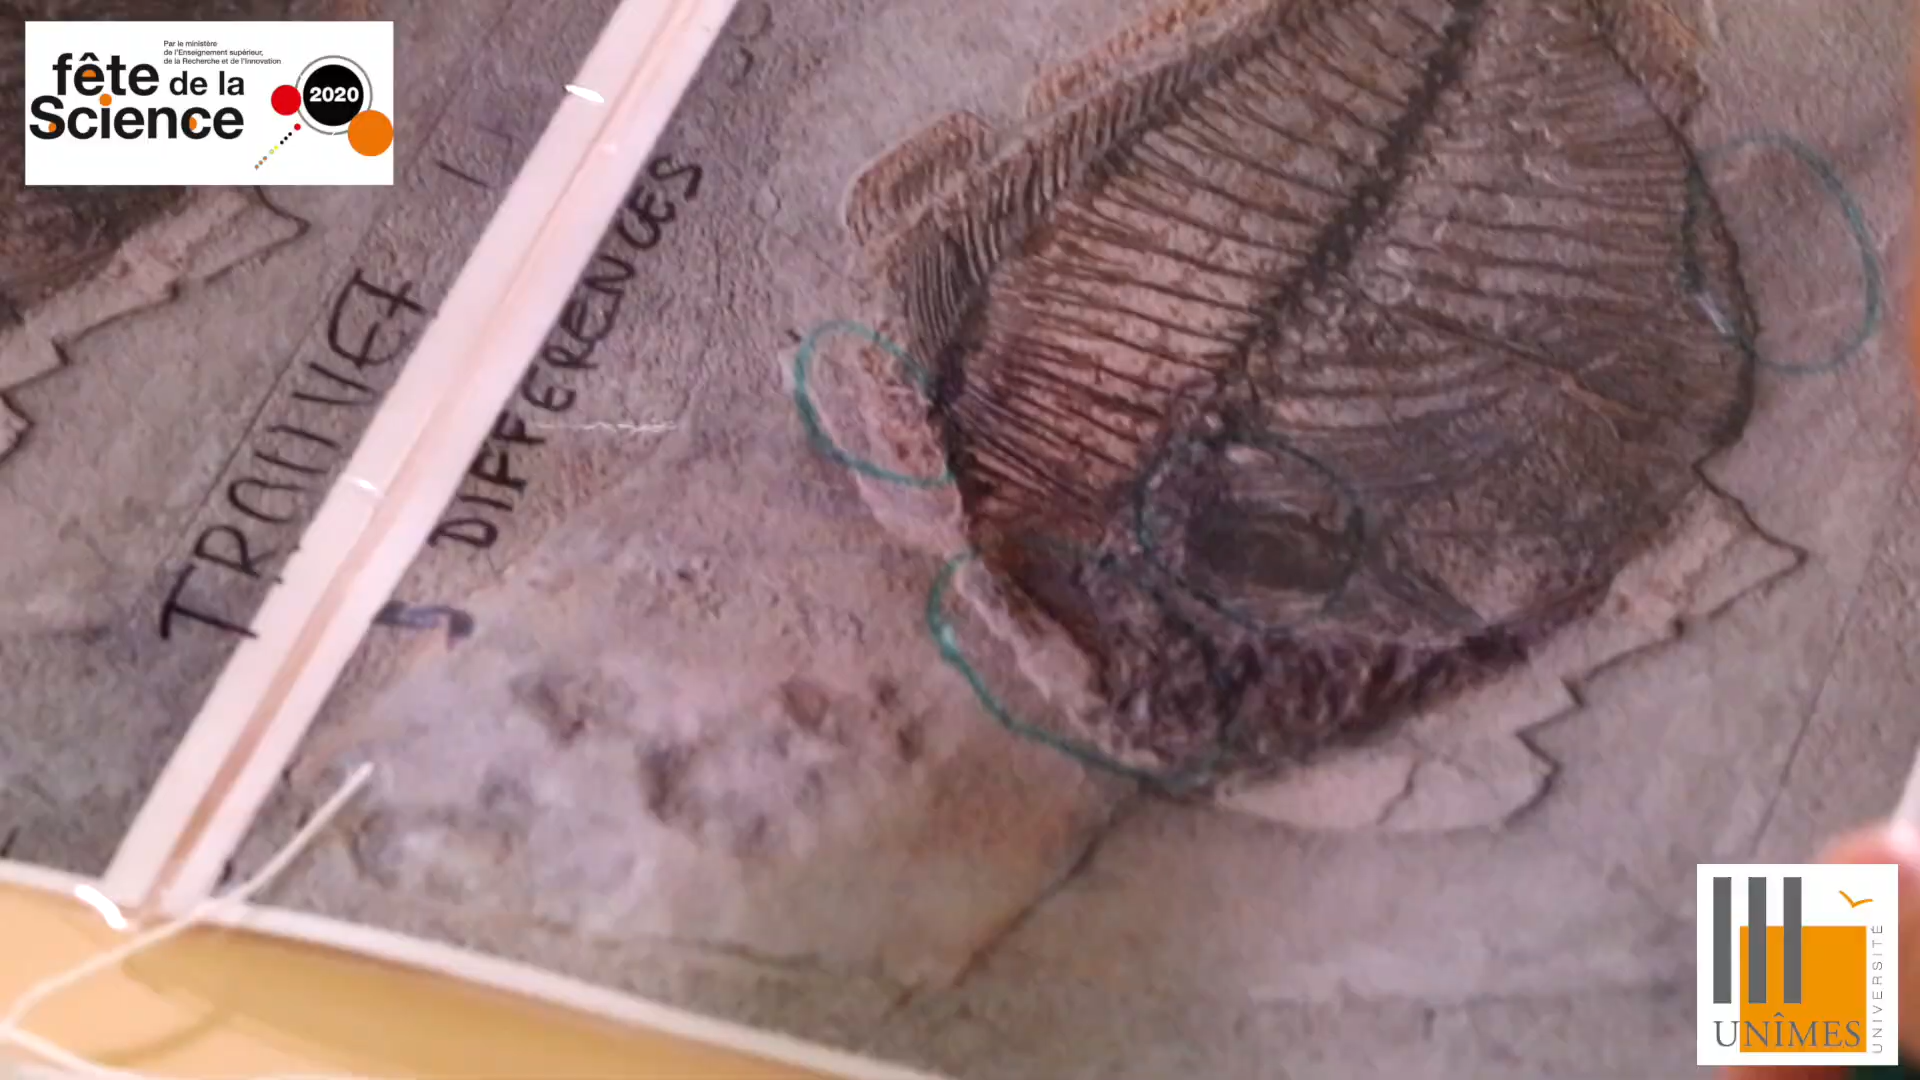 Par le ministère
de l'Enseignement supérieur,
de la Recherche et de l'Innovation
fête de la
Science
2020
TROUVEZ
DIFFERENCES
UNÎMES
UNIVERSITÉ